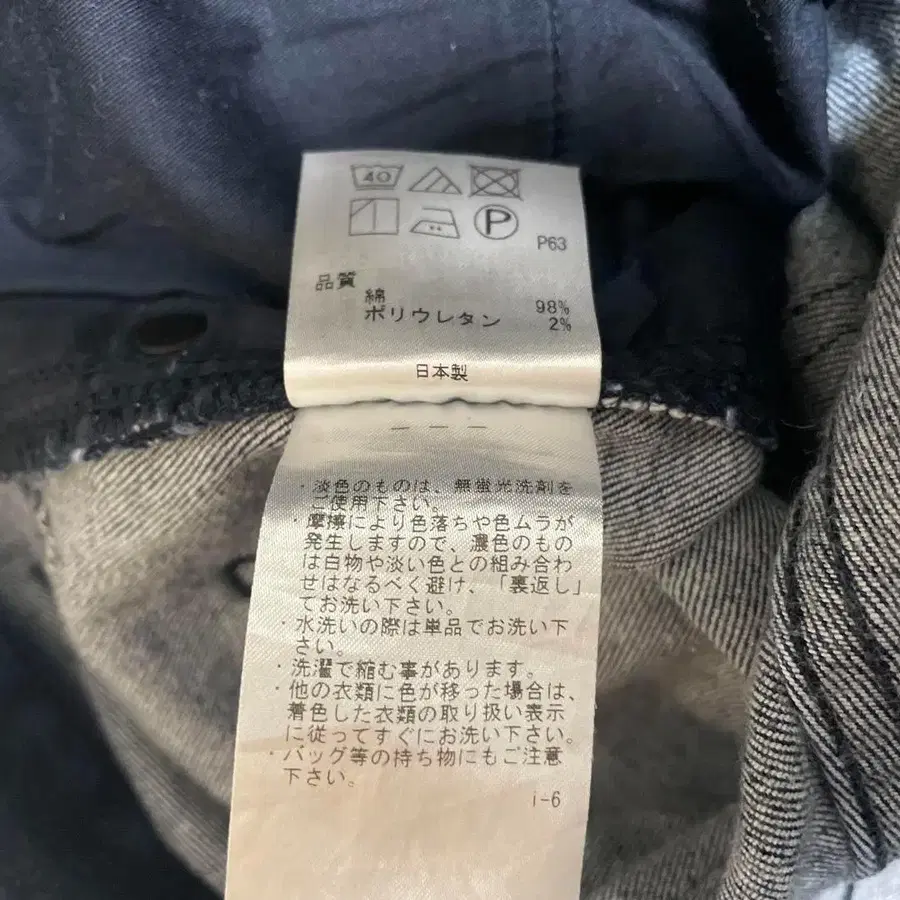 40
P
P63
品質
綿 98%
ポリウレタン 2%
日本製
・淡色のものは、無蛍光洗剤を
ご使用下さい。
・摩擦により色落ちや色ムラが
発生しますので、濃色のもの
は白物や淡い色との組み合わ
せはなるべく避け、「裏返し」
でお洗い下さい。
・水洗いの際は単品でお洗い下
さい。
・洗濯で縮む事があります。
・他の衣類に色が移った場合は、
着色した衣類の取り扱い表示
に従ってすぐにお洗い下さい。
・バッグ等の持ち物にもご注意
下さい。
i-6